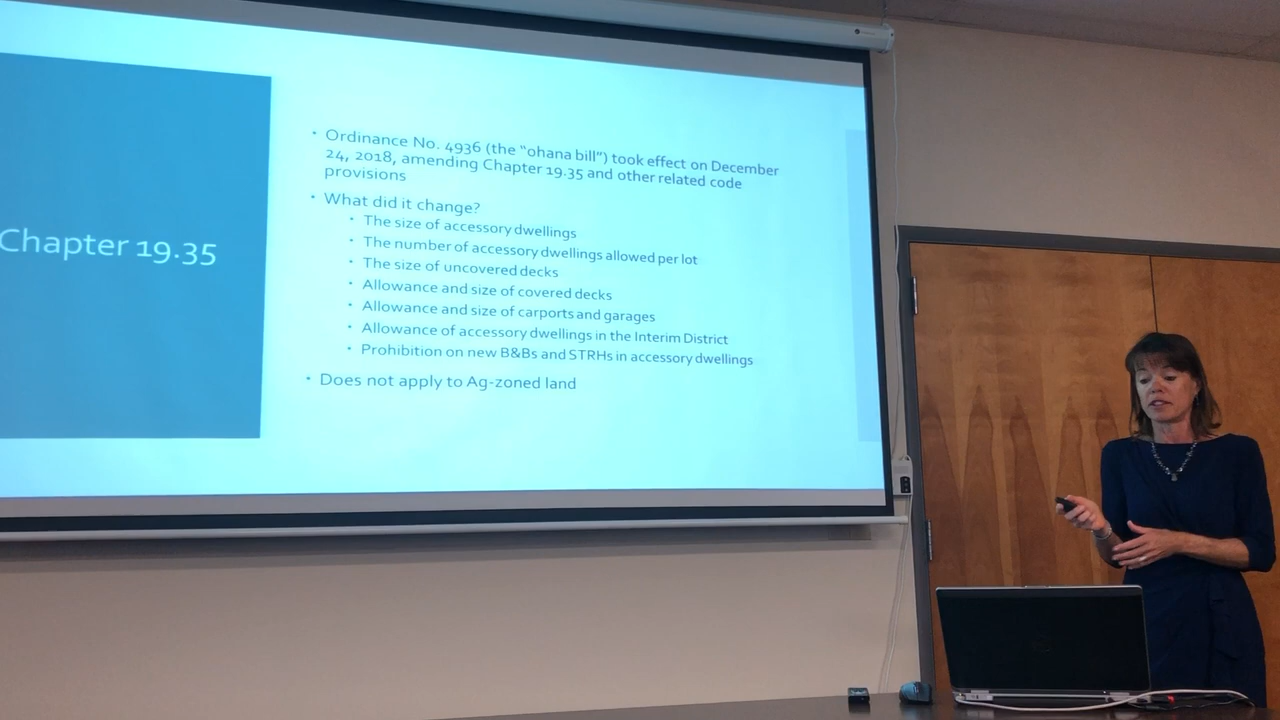 Chapter 19.35
• Ordinance No. 4936 (the “ohana bill”) took effect on December
24, 2018, amending Chapter 19.35 and other related code
provisions
• What did it change?
• The size of accessory dwellings
• The number of accessory dwellings allowed per lot
• The size of uncovered decks
• Allowance and size of covered decks
• Allowance and size of carports and garages
• Allowance of accessory dwellings in the Interim District
• Prohibition on new B&Bs and STRHs in accessory dwellings
• Does not apply to Ag-zoned land